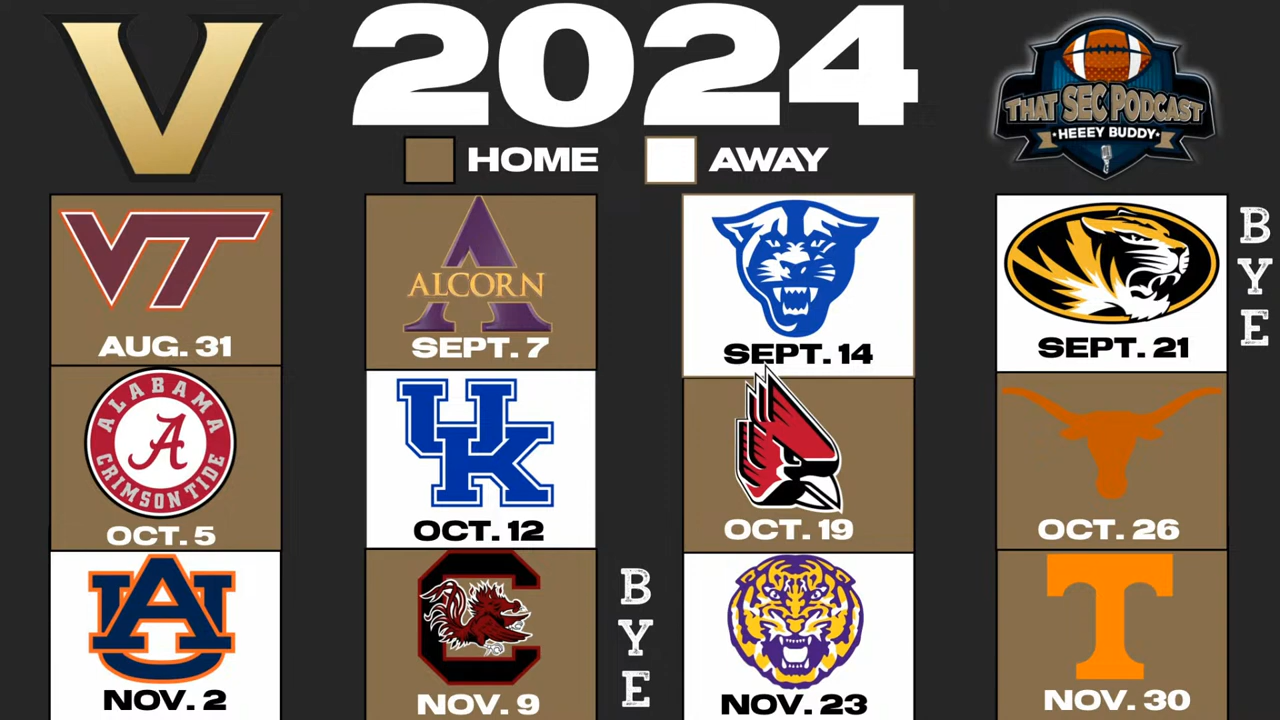 V
2024
THAT SEC PODCAST
•HEEEY BUDDY•
HOME
AWAY
VT
AUG. 31
A
ALCORN
SEPT. 7
SEPT. 14
SEPT. 21
BYE
ALABAMA
A
CRIMSON TIDE
OCT. 5
UK
OCT. 12
OCT. 19
OCT. 26
AU
NOV. 2
C
NOV. 9
BYE
NOV. 23
T
NOV. 30